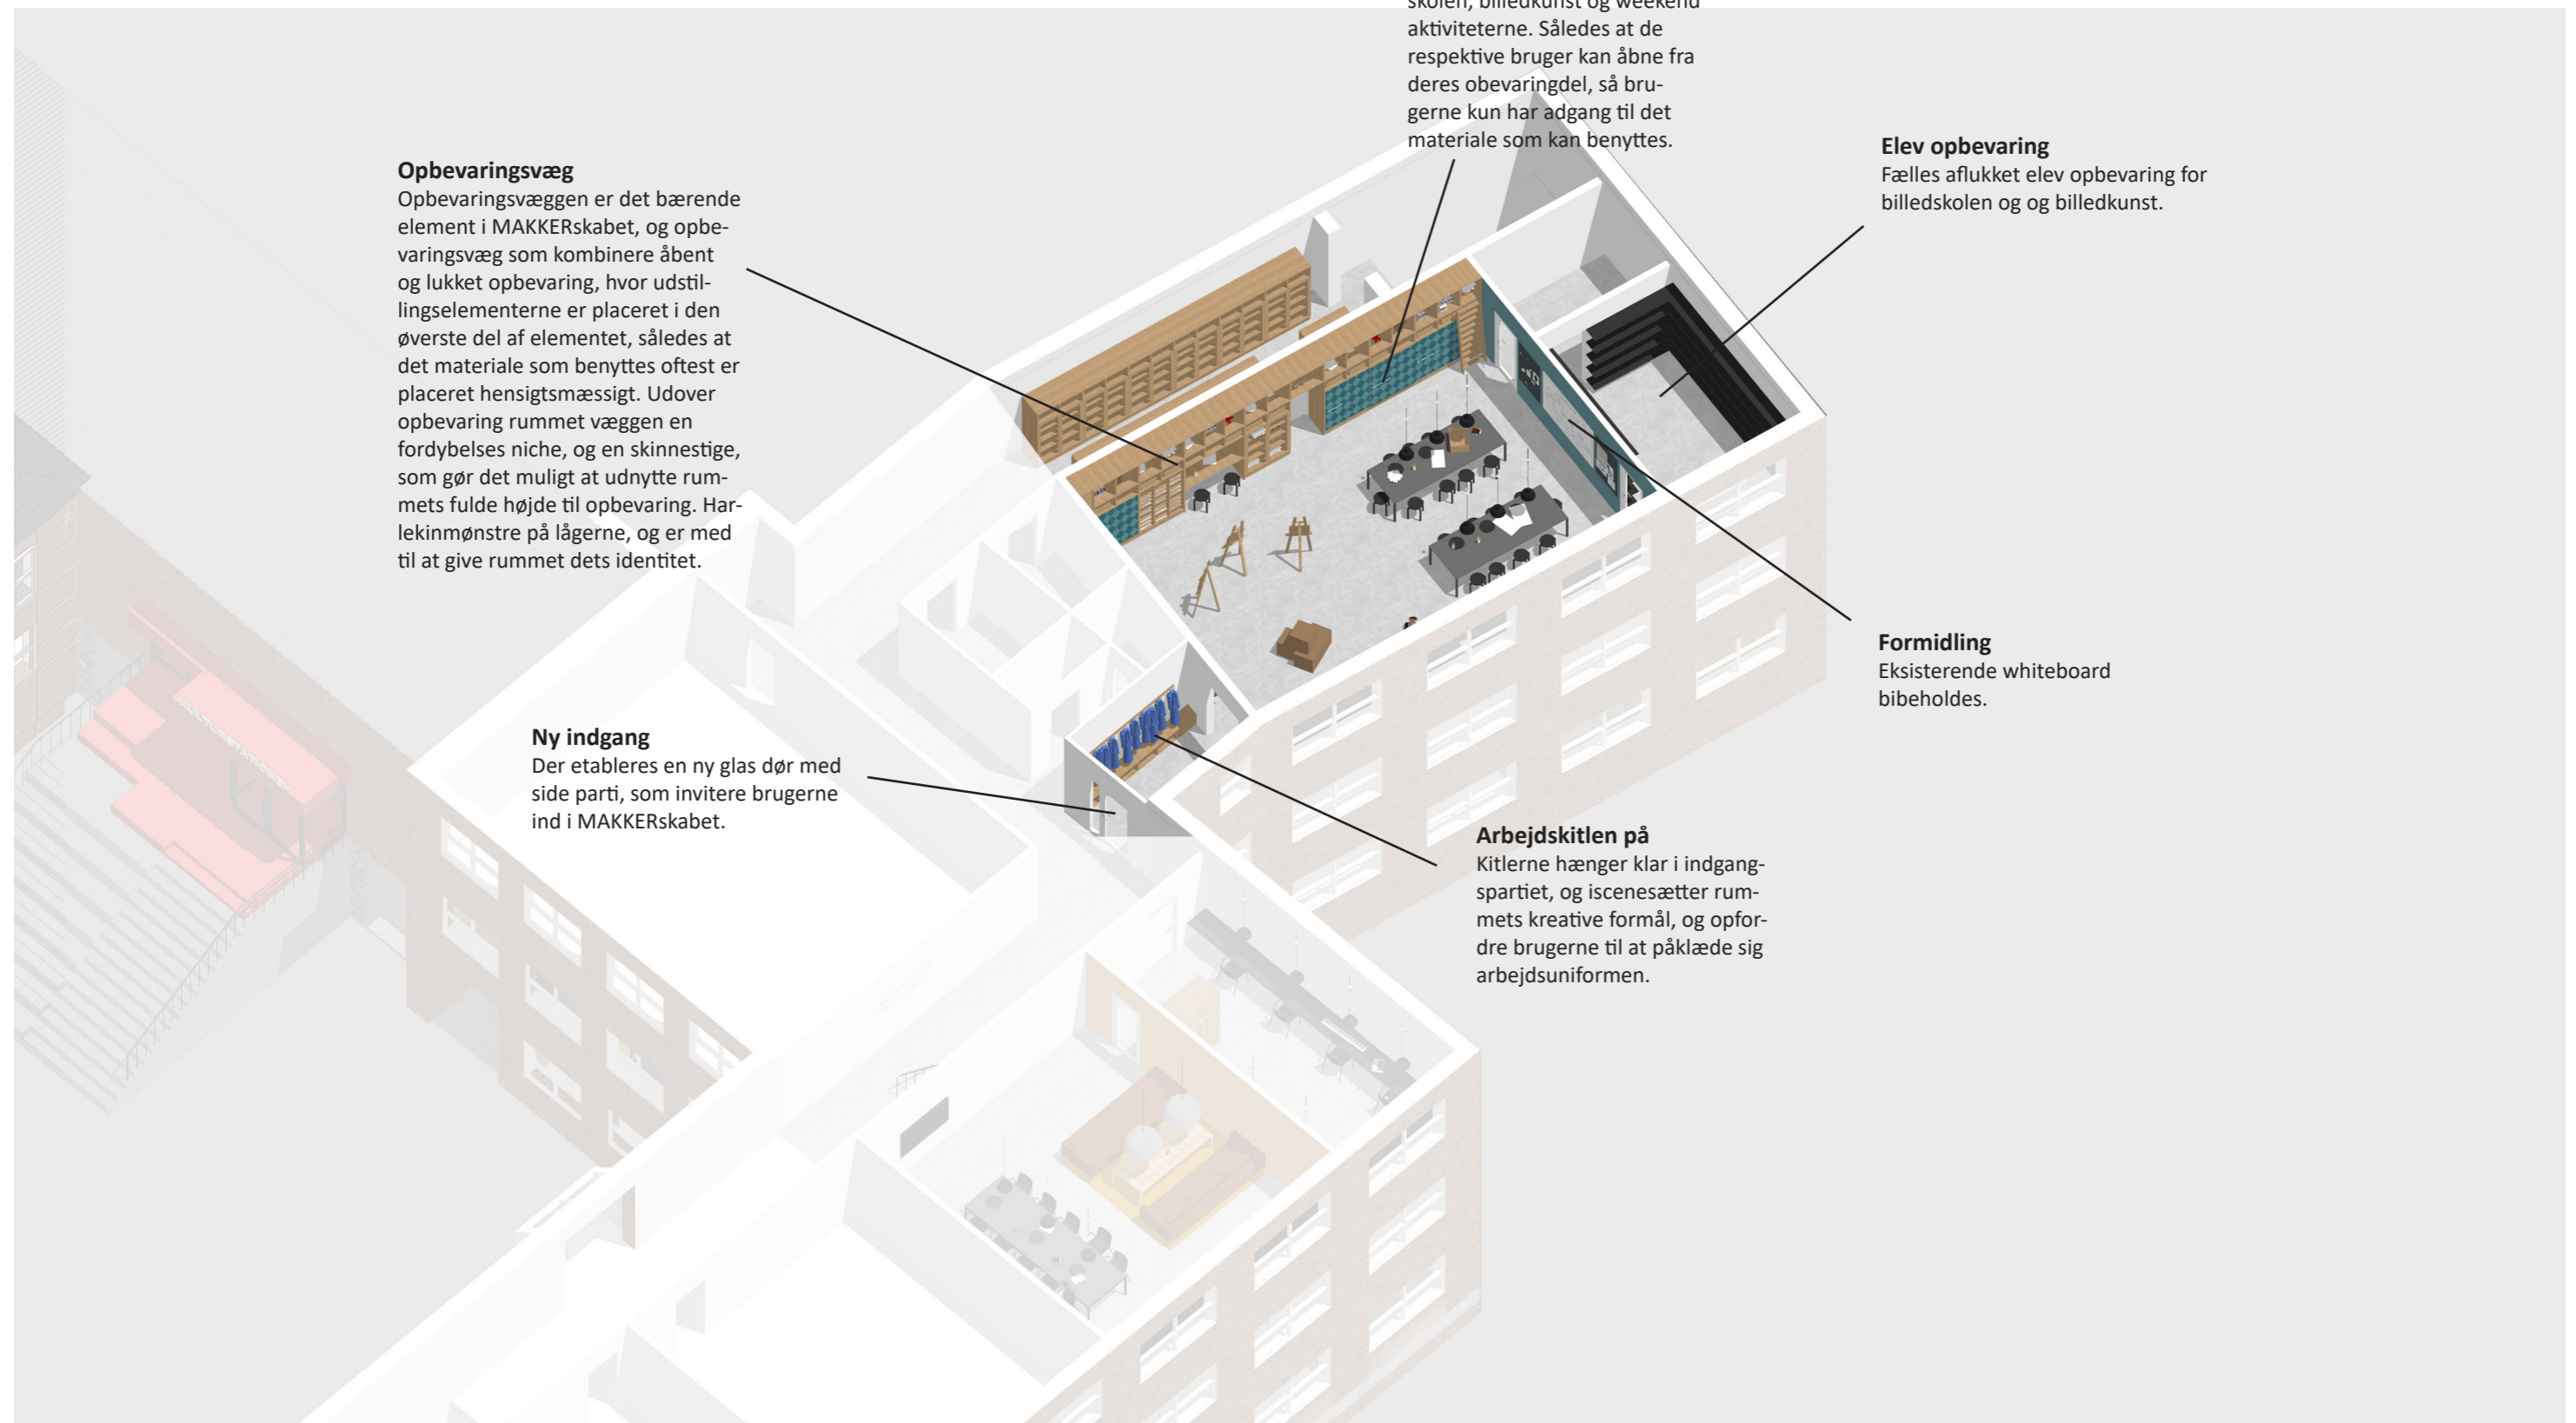 skolen, billedkunst og weekend
aktiviteterne. Således at de
respektive bruger kan åbne fra
deres obevaringdel, så bru-
gerne kun har adgang til det
materiale som kan benyttes.
Elev opbevaring
Fælles aflukket elev opbevaring for
billedskolen og og billedkunst.
Opbevaringsvæg
Opbevaringsvæggen er det bærende
element i MAKKERskabet, og opbe-
varingsvæg som kombinere åbent
og lukket opbevaring, hvor udstil-
lingselementerne er placeret i den
øverste del af elementet, således at
det materiale som benyttes oftest er
placeret hensigtsmæssigt. Udover
opbevaring rummet væggen en
fordybelses niche, og en skinnestige,
som gør det muligt at udnytte rum-
mets fulde højde til opbevaring. Har-
lekinmønstre på lågerne, og er med
til at give rummet dets identitet.
Formidling
Eksisterende whiteboard
bibeholdes.
Ny indgang
Der etableres en ny glas dør med
side parti, som invitere brugerne
ind i MAKKERskabet.
Arbejdskitlen på
Kitlerne hænger klar i indgang-
spartiet, og iscenesætter rum-
mets kreative formål, og opfor-
dre brugerne til at påklæde sig
arbejdsuniformen.